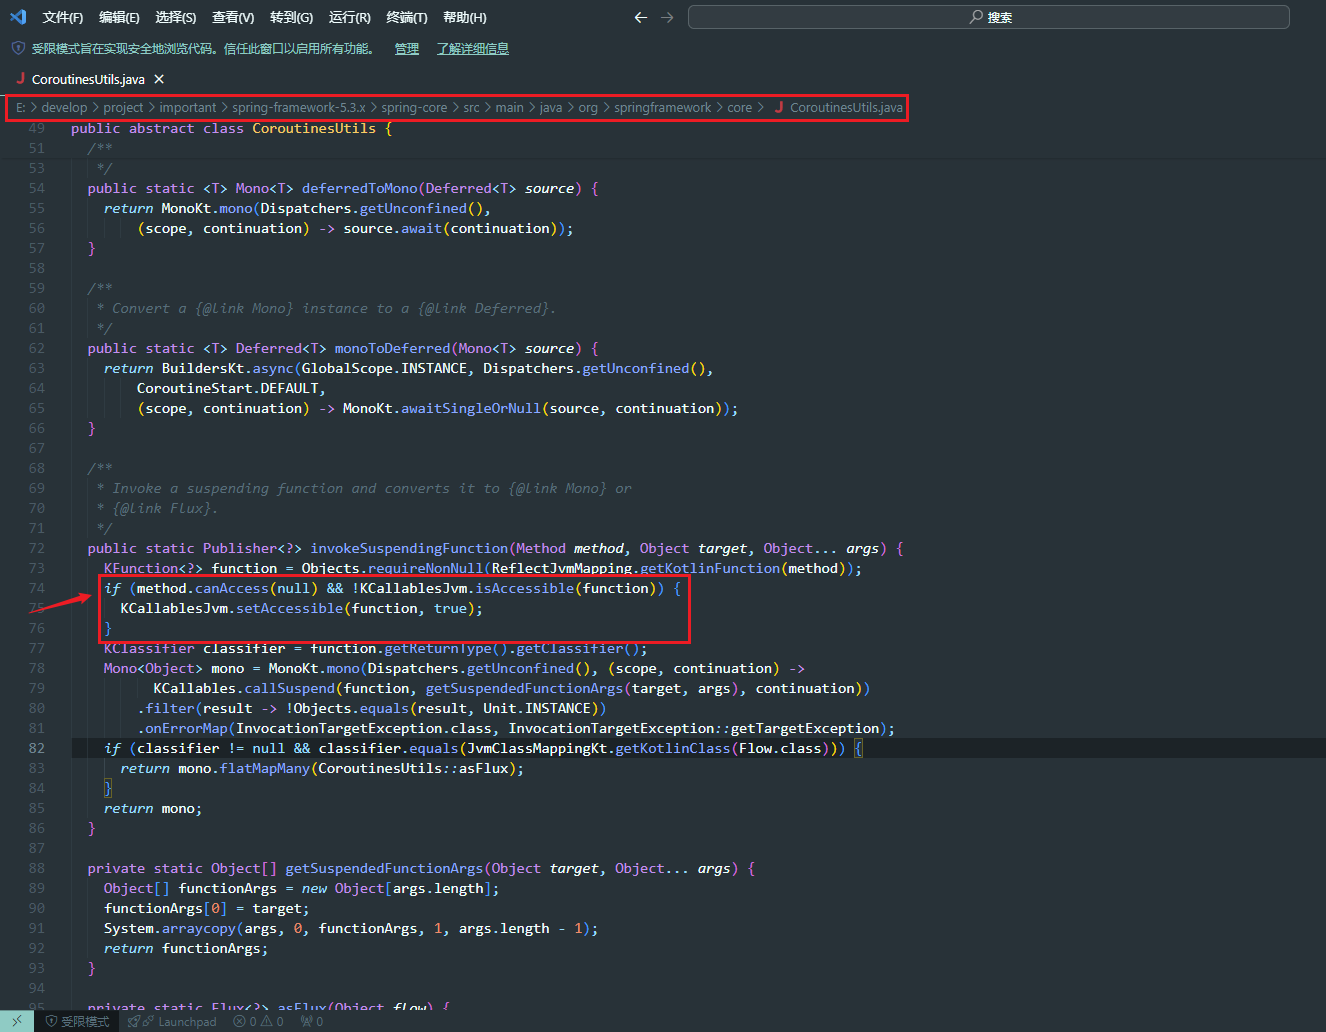 文件(F) 编辑(E) 选择(S) 查看(V) 转到(G) 运行(R) 终端(T) 帮助(H) 搜索
受限模式旨在实现安全地浏览代码。信任此窗口以启用所有功能。 管理 了解详细信息
CoroutinesUtils.java
E: > develop > project > important > spring-framework-5.3.x > spring-core > src > main > java > org > springframework > core > CoroutinesUtils.java
49 public abstract class CoroutinesUtils {
51 /**
53 */
54 public static <T> Mono<T> deferredToMono(Deferred<T> source) {
55 return MonoKt.mono(Dispatchers.getUnconfined(),
56 (scope, continuation) -> source.await(continuation));
57 }
58
59 /**
60 * Convert a {@link Mono} instance to a {@link Deferred}.
61 */
62 public static <T> Deferred<T> monoToDeferred(Mono<T> source) {
63 return BuildersKt.async(GlobalScope.INSTANCE, Dispatchers.getUnconfined(),
64 CoroutineStart.DEFAULT,
65 (scope, continuation) -> MonoKt.awaitSingleOrNull(source, continuation));
66 }
67
68 /**
69 * Invoke a suspending function and converts it to {@link Mono} or
70 * {@link Flux}.
71 */
72 public static Publisher<?> invokeSuspendingFunction(Method method, Object target, Object... args) {
73 KFunction<?> function = Objects.requireNonNull(ReflectJvmMapping.getKotlinFunction(method));
74 if (method.canAccess(null) && !KCallablesJvm.isAccessible(function)) {
75 KCallablesJvm.setAccessible(function, true);
76 }
77 KClassifier classifier = function.getReturnType().getClassifier();
78 Mono<Object> mono = MonoKt.mono(Dispatchers.getUnconfined(), (scope, continuation) ->
79 KCallables.callSuspend(function, getSuspendedFunctionArgs(target, args), continuation))
80 .filter(result -> !Objects.equals(result, Unit.INSTANCE))
81 .onErrorMap(InvocationTargetException.class, InvocationTargetException::getTargetException);
82 if (classifier != null && classifier.equals(JvmClassMappingKt.getKotlinClass(Flow.class))) {
83 return mono.flatMapMany(CoroutinesUtils::asFlux);
84 }
85 return mono;
86 }
87
88 private static Object[] getSuspendedFunctionArgs(Object target, Object... args) {
89 Object[] functionArgs = new Object[args.length];
90 functionArgs[0] = target;
91 System.arraycopy(args, 0, functionArgs, 1, args.length - 1);
92 return functionArgs;
93 }
94
95 private static Flux<?> asFlux(Object flow) {
受限模式 Launchpad 0 0 0